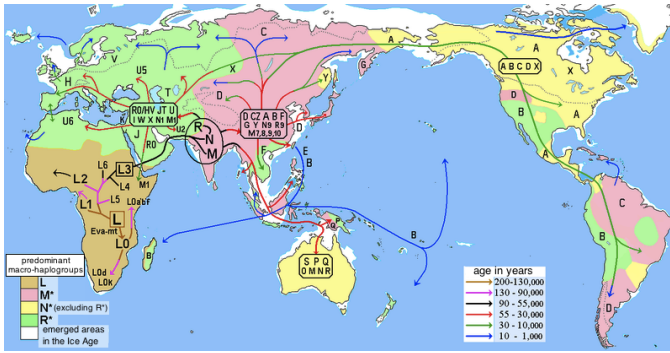 C
A
V
A
H
U5
T
X
D
Y
G
A B C D X
A
X
U6
K
R0/HV JT U
I W X N1 M1
U2
J
R0
R
N
M
D CZ A B F
G Y N9 R9
M7,8,9,10
D
F
E
B
D
B
A
A
L2
L6
L3
L4
M1
L1
L5
L0abF
L
Eva-mt
L0
L0d
L0k
B
P
Q
B
S P Q
O M N R
C
B
D
predominant
macro-haplogroups
L
M*
N* (excluding R*)
R*
emerged areas
in the Ice Age
age in years
200-130,000
130 - 90,000
90 - 55,000
55 - 30,000
30 - 10,000
10 - 1,000